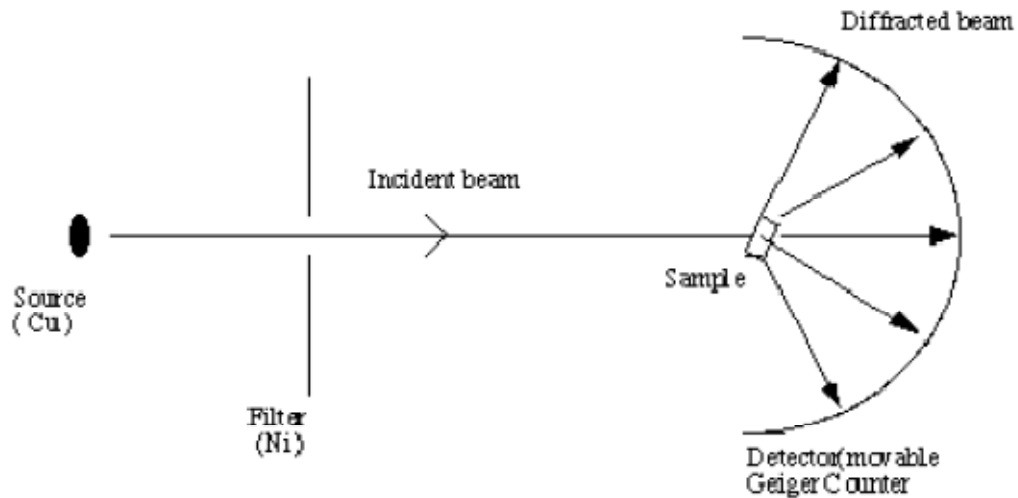 Diffracted beam
Incident beam
Sample
Source
( Cu)
Filter
(Ni)
Detector(movable
Geiger Counter